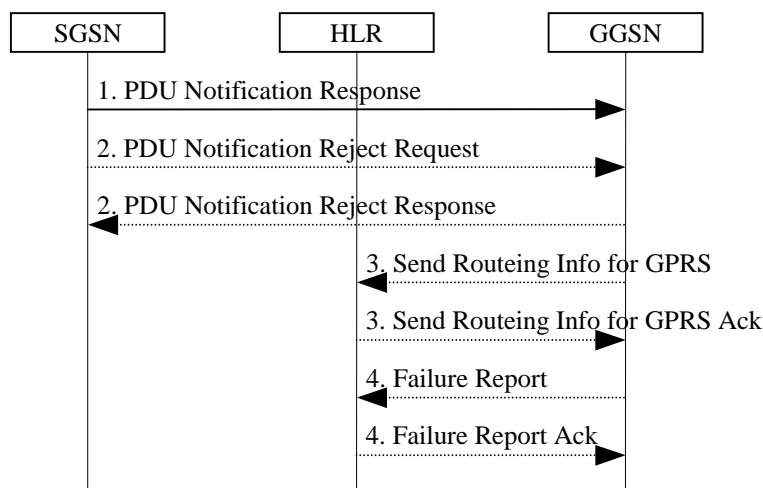 SGSN
HLR
GGSN
1. PDU Notification Response
2. PDU Notification Reject Request
2. PDU Notification Reject Response
3. Send Routeing Info for GPRS
3. Send Routeing Info for GPRS Ack
4. Failure Report
4. Failure Report Ack